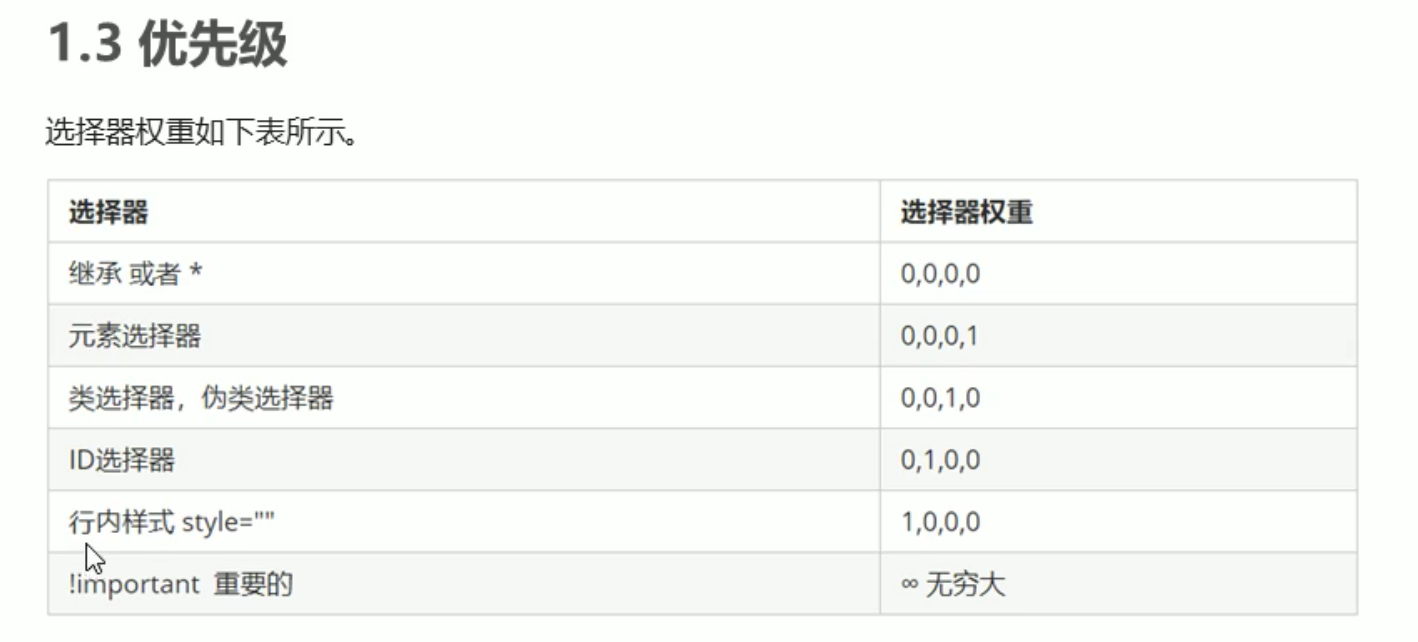 1.3 优先级
选择器权重如下表所示。
选择器 选择器权重
继承 或者 * 0,0,0,0
元素选择器 0,0,0,1
类选择器，伪类选择器 0,0,1,0
ID选择器 0,1,0,0
行内样式 style="" 1,0,0,0
!important 重要的 ∞ 无穷大